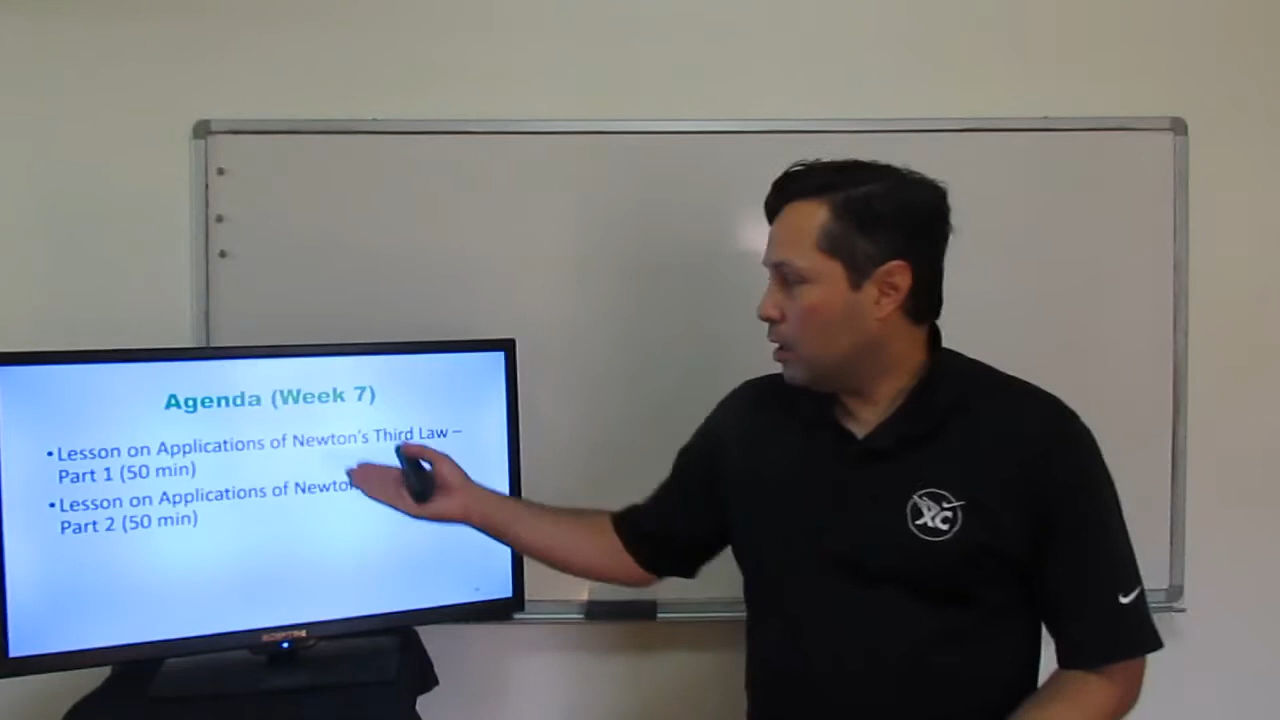 Agenda (Week 7)
• Lesson on Applications of Newton's Third Law –
Part 1 (50 min)
• Lesson on Applications of
Part 2 (50 min)
XC